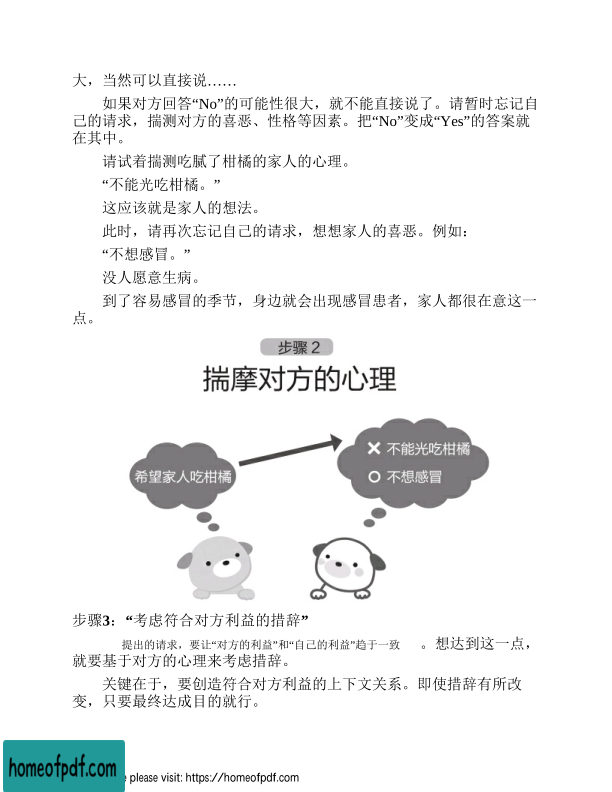 大，当然可以直接说……
如果对方回答“No”的可能性很大，就不能直接说了。请暂时忘记自
己的请求，揣测对方的喜恶、性格等因素。把“No”变成“Yes”的答案就
在其中。
请试着揣测吃腻了柑橘的家人的心理。
“不能光吃柑橘。”
这应该就是家人的想法。
此时，请再次忘记自己的请求，想想家人的喜恶。例如：
“不想感冒。”
没人愿意生病。
到了容易感冒的季节，身边就会出现感冒患者，家人都很在意这一
点。
步骤2
揣摩对方的心理
希望家人吃柑橘
✕ 不能光吃柑橘
○ 不想感冒
步骤3：“考虑符合对方利益的措辞”
提出的请求，要让“对方的利益”和“自己的利益”趋于一致 。想达到这一点，
就要基于对方的心理来考虑措辞。
关键在于，要创造符合对方利益的上下文关系。即使措辞有所改
变，只要最终达成目的就行。
homeofpdf.com
e please visit: https://homeofpdf.com